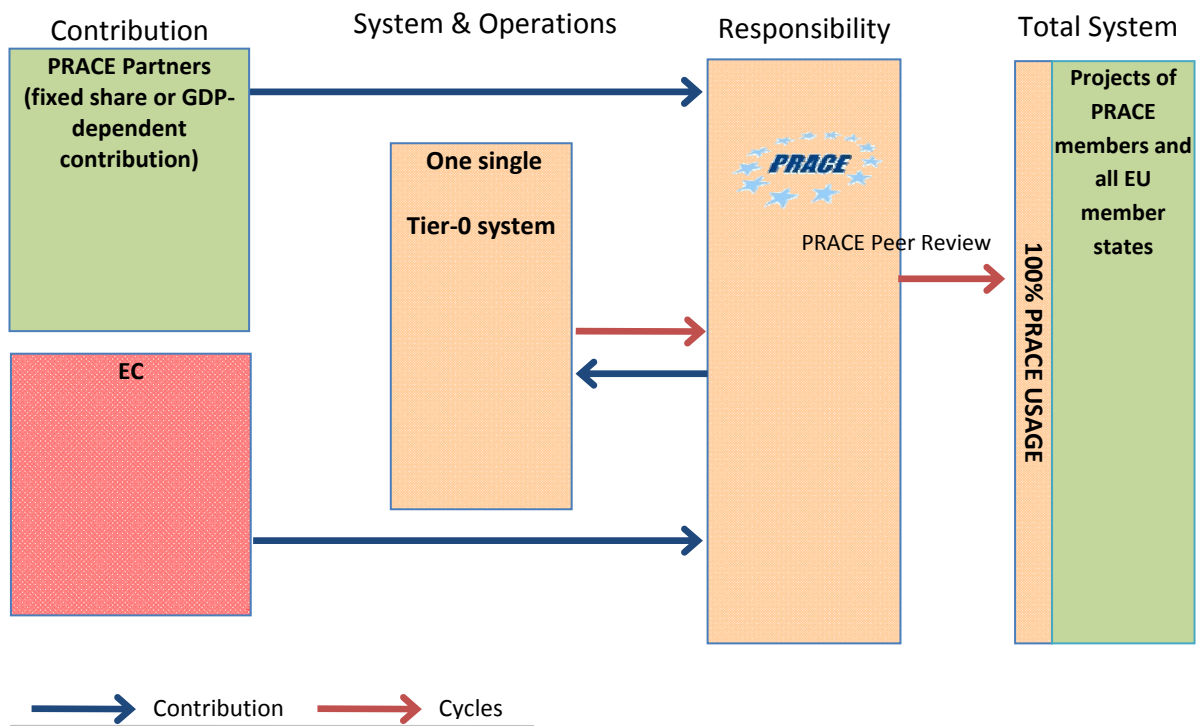 Contribution
System & Operations
Responsibility
Total System
PRACE Partners
(fixed share or GDP-
dependent
contribution)
One single
Tier-0 system
PRACE
PRACE Peer Review
100% PRACE USAGE
Projects of
PRACE
members and
all EU
member
states
EC
Contribution
Cycles